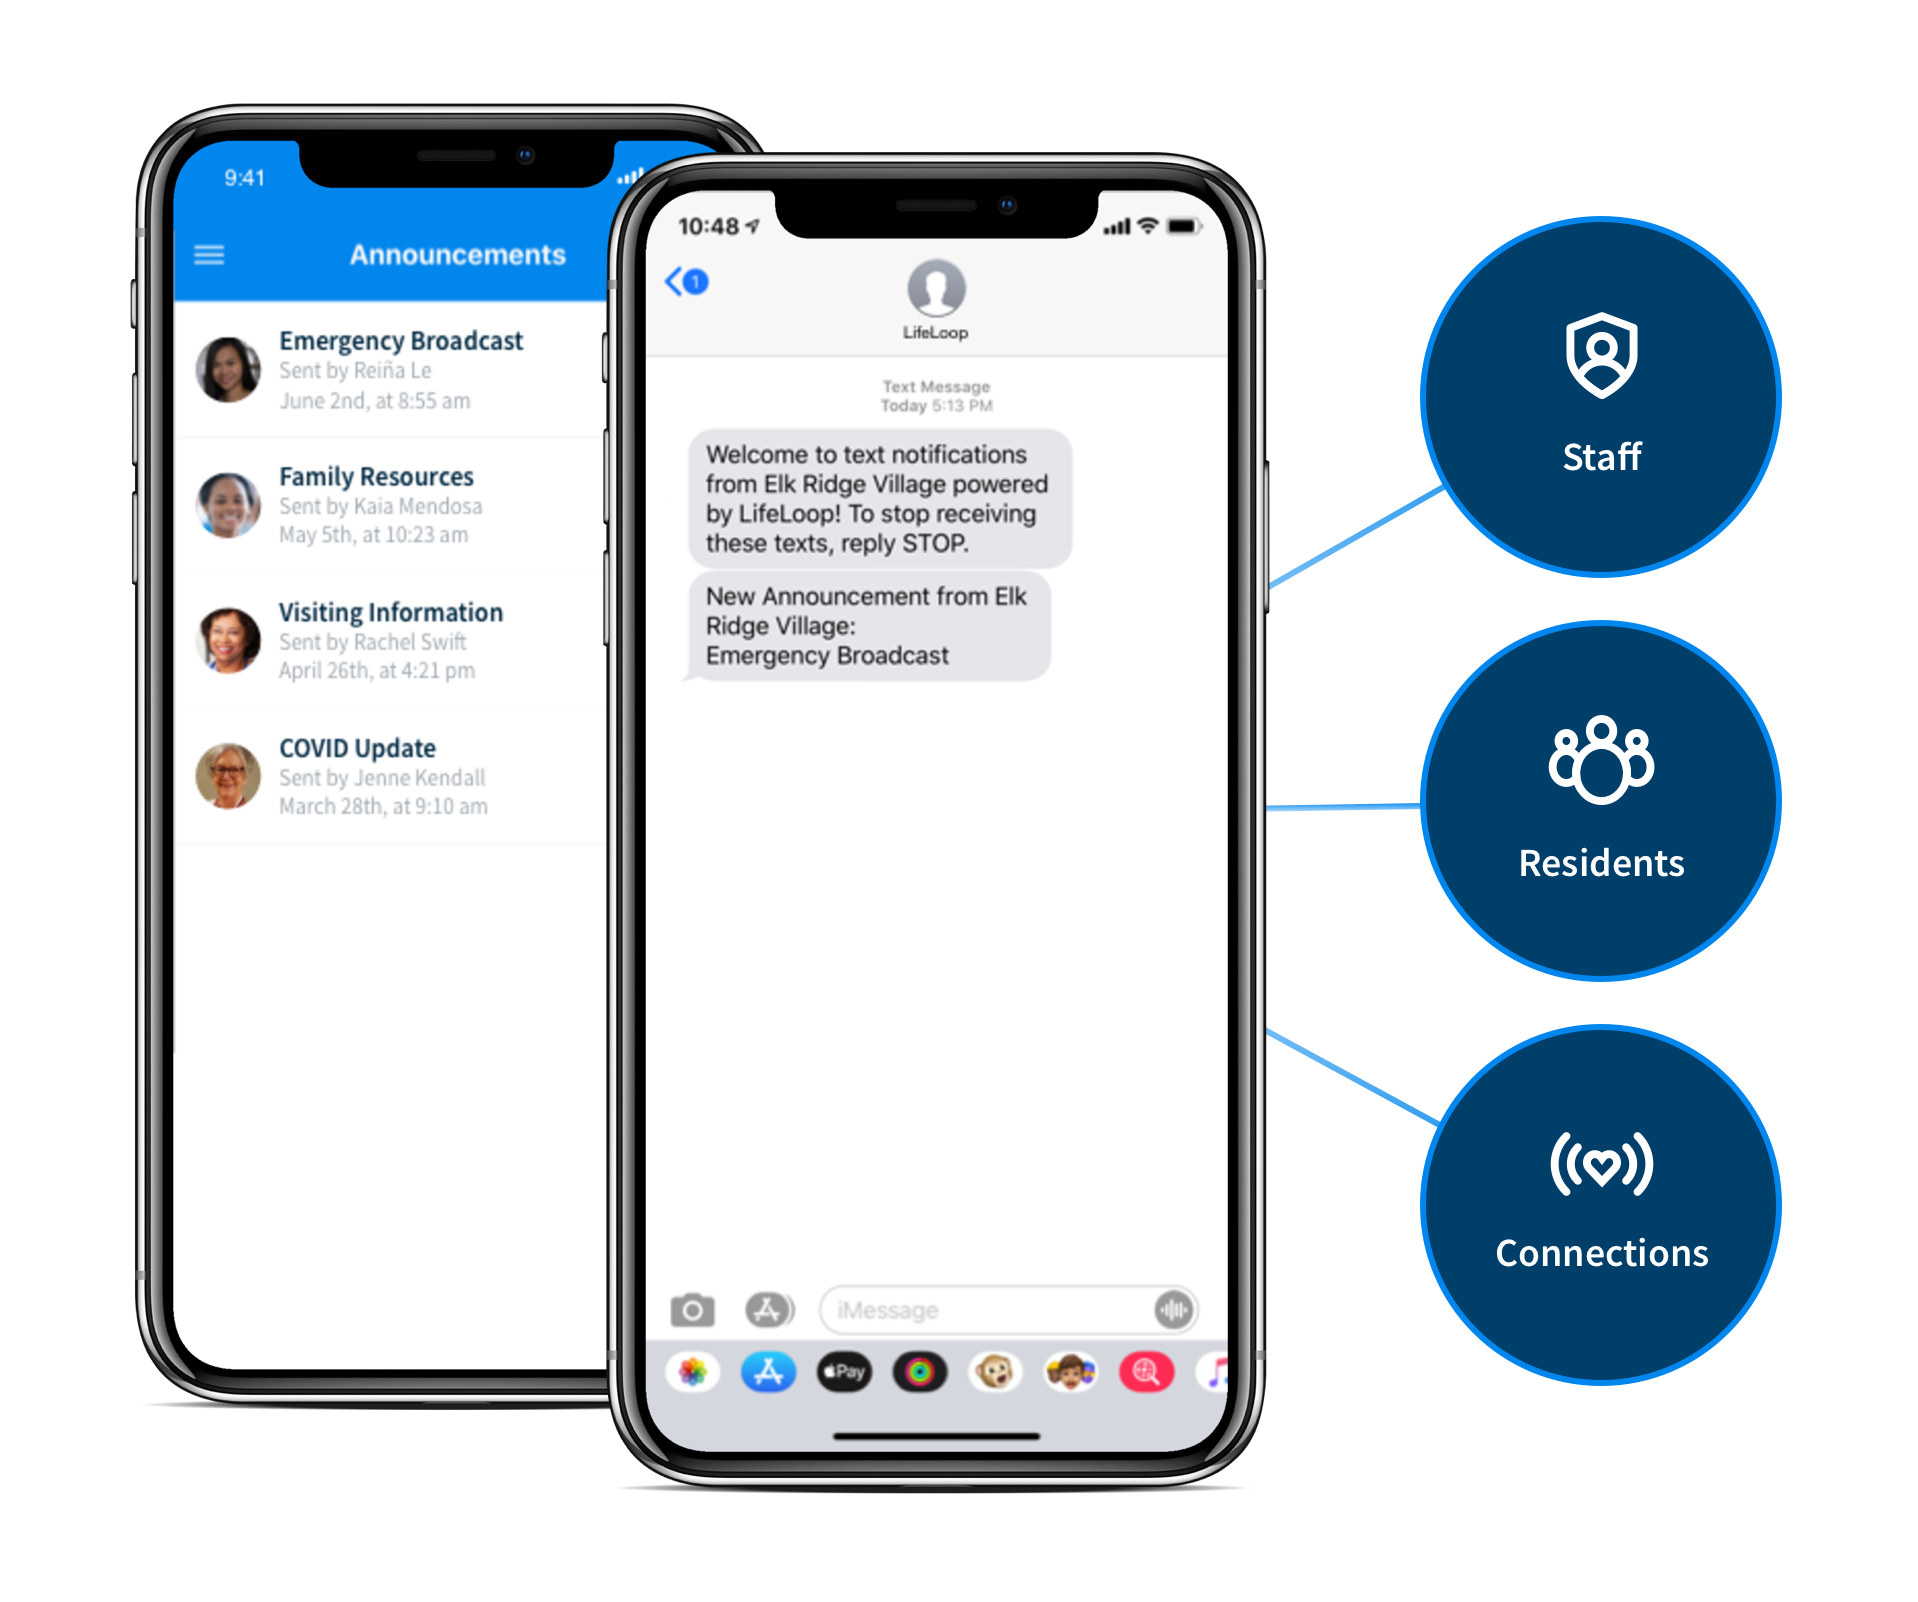 9:41
Announcements
Emergency Broadcast
Sent by Reiña Le
June 2nd, at 8:55 am
Family Resources
Sent by Kaia Mendosa
May 5th, at 10:23 am
Visiting Information
Sent by Rachel Swift
April 26th, at 4:21 pm
COVID Update
Sent by Jenne Kendall
March 28th, at 9:10 am
10:48
1
LifeLoop
Text Message
Today 5:13 PM
Welcome to text notifications
from Elk Ridge Village powered
by LifeLoop! To stop receiving
these texts, reply STOP.
New Announcement from Elk
Ridge Village:
Emergency Broadcast
iMessage
Pay
Staff
Residents
Connections